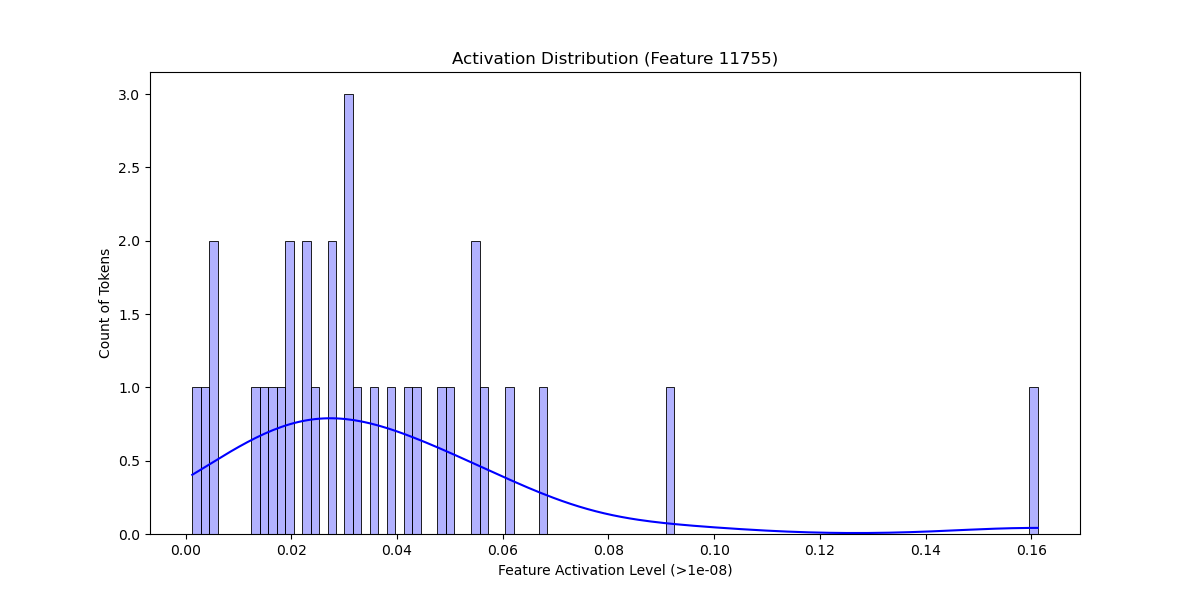 Activation Distribution (Feature 11755)
Count of Tokens
3.0
2.5
2.0
1.5
1.0
0.5
0.0
0.00 0.02 0.04 0.06 0.08 0.10 0.12 0.14 0.16
Feature Activation Level (>1e-08)